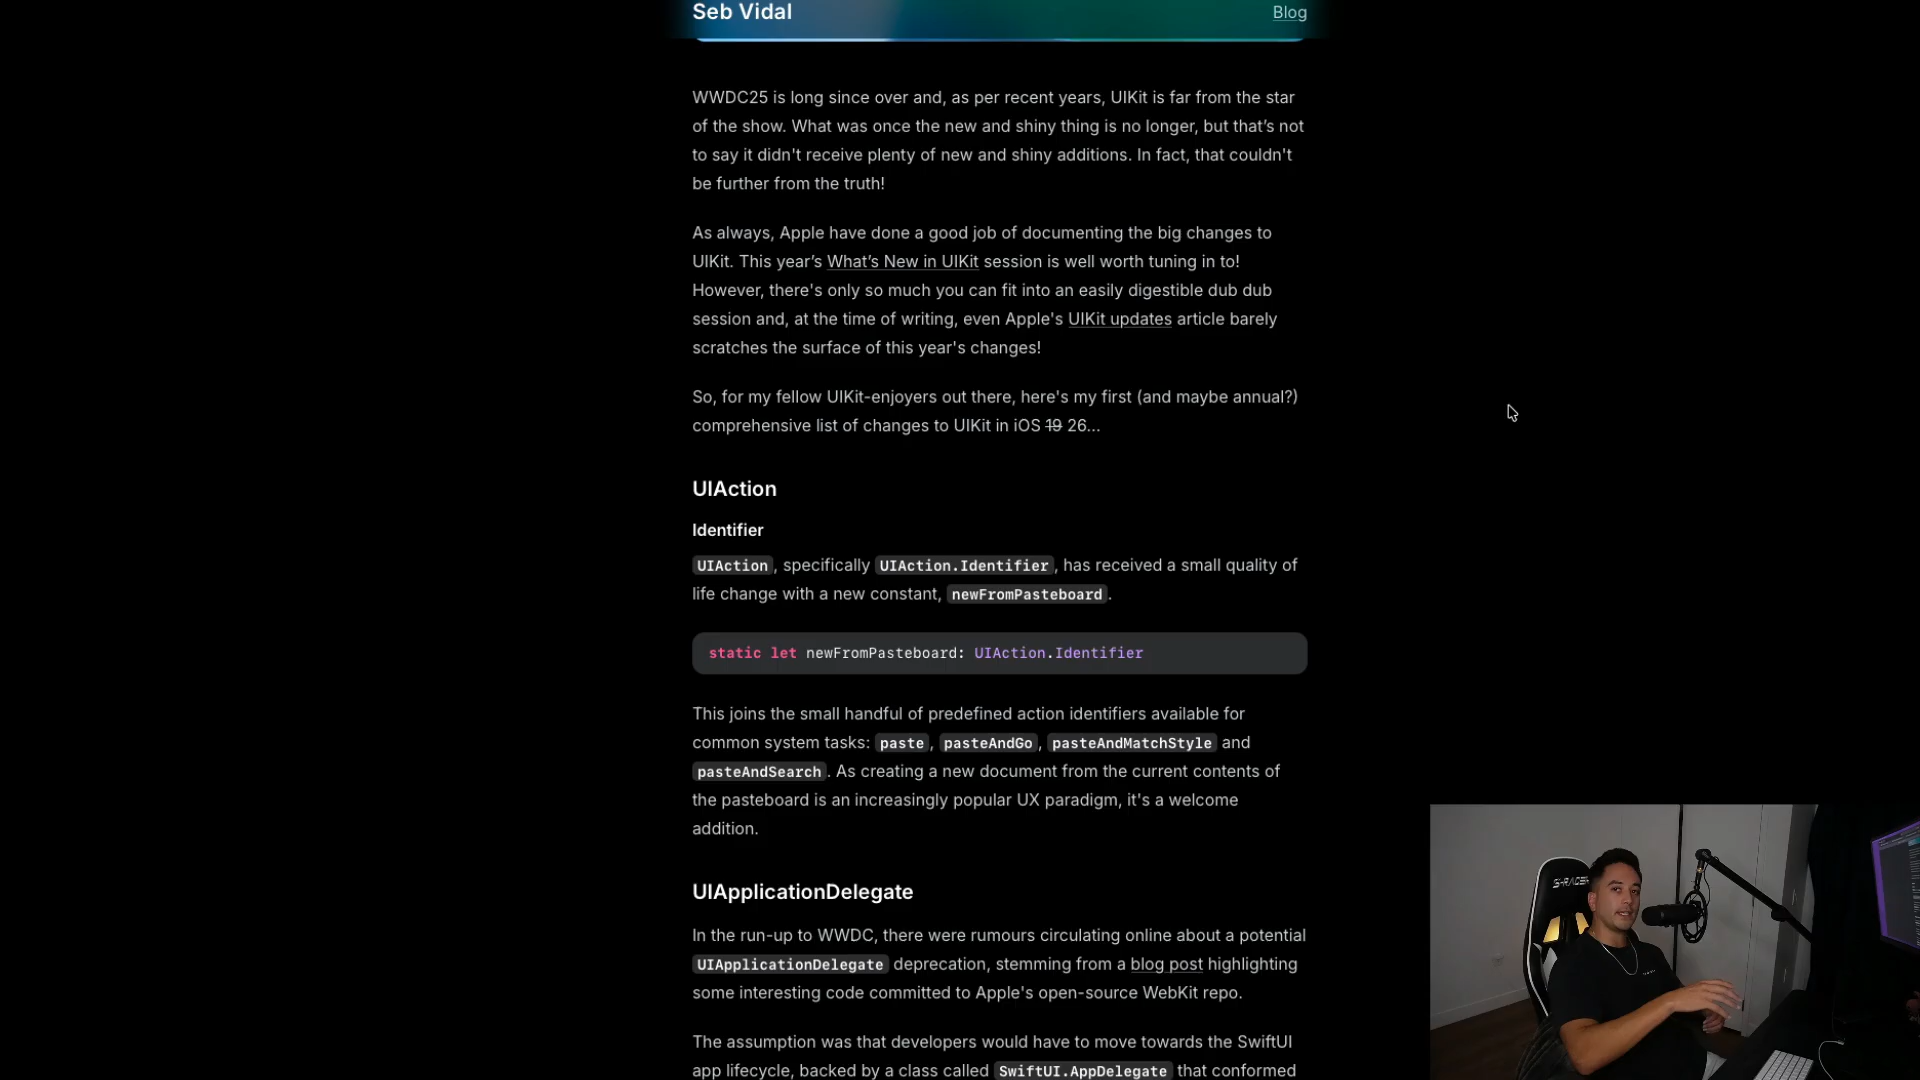 Seb Vidal
Blog
WWDC25 is long since over and, as per recent years, UIKit is far from the star
of the show. What was once the new and shiny thing is no longer, but that’s not
to say it didn't receive plenty of new and shiny additions. In fact, that couldn't
be further from the truth!
As always, Apple have done a good job of documenting the big changes to
UIKit. This year’s What’s New in UIKit session is well worth tuning in to!
However, there's only so much you can fit into an easily digestible dub dub
session and, at the time of writing, even Apple's UIKit updates article barely
scratches the surface of this year's changes!
So, for my fellow UIKit-enjoyers out there, here's my first (and maybe annual?)
comprehensive list of changes to UIKit in iOS 19 26...
UIAction
Identifier
UIAction, specifically UIAction.Identifier, has received a small quality of
life change with a new constant, newFromPasteboard.
static let newFromPasteboard: UIAction.Identifier
This joins the small handful of predefined action identifiers available for
common system tasks: paste, pasteAndGo, pasteAndMatchStyle and
pasteAndSearch. As creating a new document from the current contents of
the pasteboard is an increasingly popular UX paradigm, it's a welcome
addition.
UIApplicationDelegate
In the run-up to WWDC, there were rumours circulating online about a potential
UIApplicationDelegate deprecation, stemming from a blog post highlighting
some interesting code committed to Apple's open-source WebKit repo.
The assumption was that developers would have to move towards the SwiftUI
app lifecycle, backed by a class called SwiftUI.AppDelegate that conformed